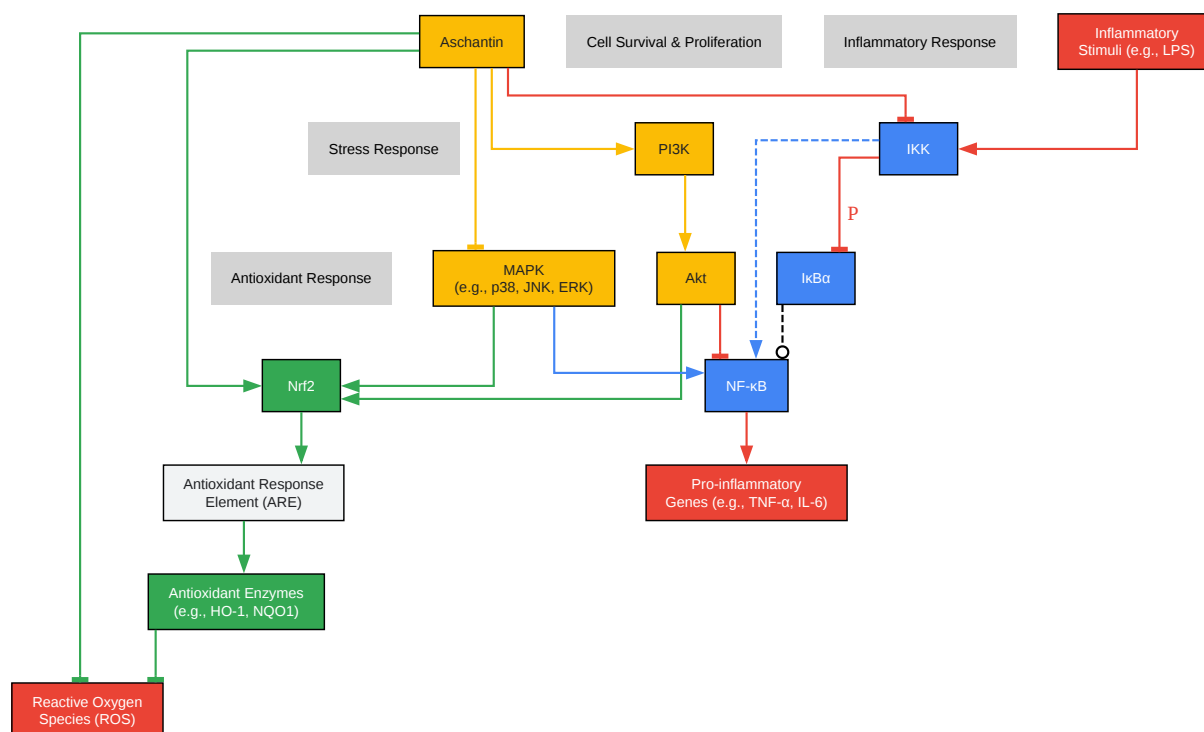 Aschantin
Cell Survival & Proliferation
Inflammatory Response
Inflammatory
Stimuli (e.g., LPS)
Stress Response
PI3K
IKK
P
Antioxidant Response
MAPK
(e.g., p38, JNK, ERK)
Akt
IκBα
Nrf2
NF-κB
Antioxidant Response
Element (ARE)
Pro-inflammatory
Genes (e.g., TNF-α, IL-6)
Antioxidant Enzymes
(e.g., HO-1, NQO1)
Reactive Oxygen
Species (ROS)